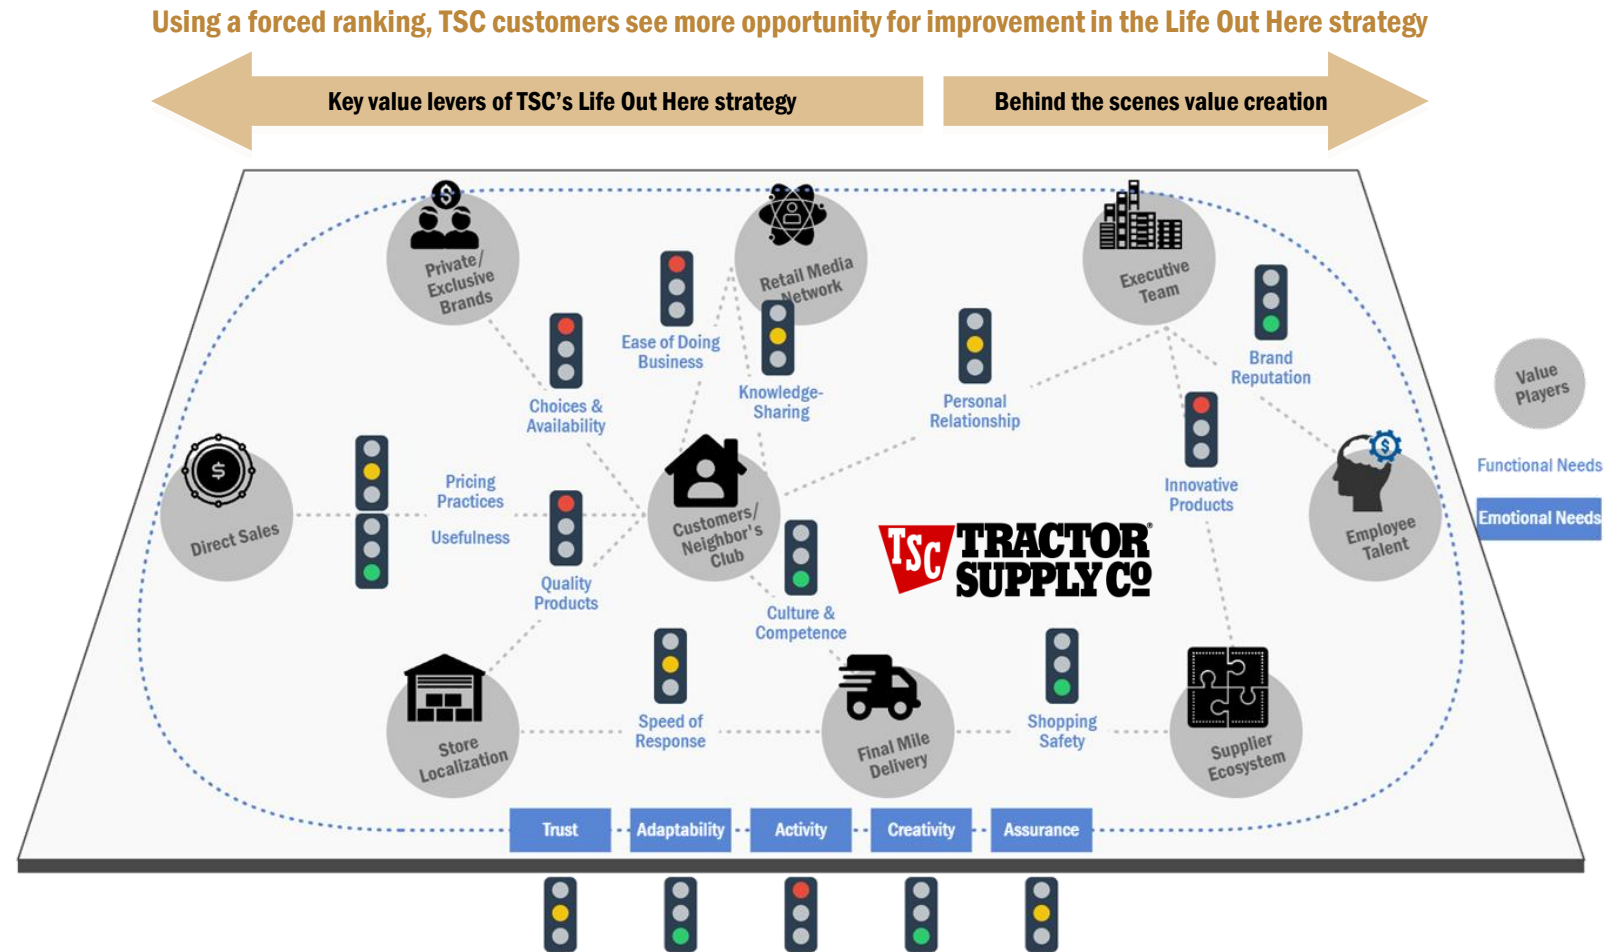 Using a forced ranking, TSC customers see more opportunity for improvement in the Life Out Here strategy
Key value levers of TSC's Life Out Here strategy
Behind the scenes value creation
$
Private/
Exclusive
Brands
Retail Media
Network
Executive
Team
Ease of Doing
Business
Knowledge-
Sharing
Choices &
Availability
Personal
Relationship
Brand
Reputation
Value
Players
$
Direct Sales
Pricing
Practices
Usefulness
Quality
Products
Customers/
Neighbor's
Club
Innovative
Products
$
Employee
Talent
Functional Needs
Emotional Needs
TSC
TRACTOR
SUPPLY CO
Culture &
Competence
Store
Localization
Speed of
Response
Final Mile
Delivery
Shopping
Safety
Supplier
Ecosystem
Trust
Adaptability
Activity
Creativity
Assurance